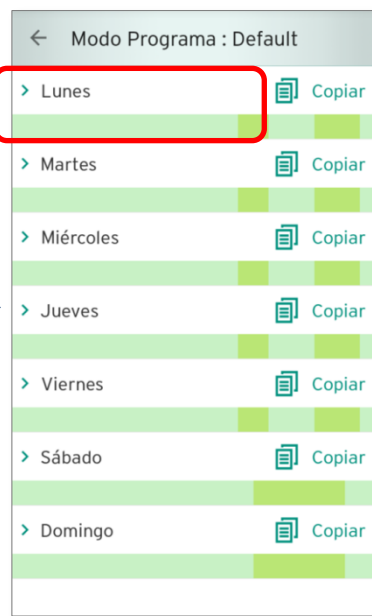 Modo Programa : Default
Lunes Copiar
Martes Copiar
Miércoles Copiar
Jueves Copiar
Viernes Copiar
Sábado Copiar
Domingo Copiar